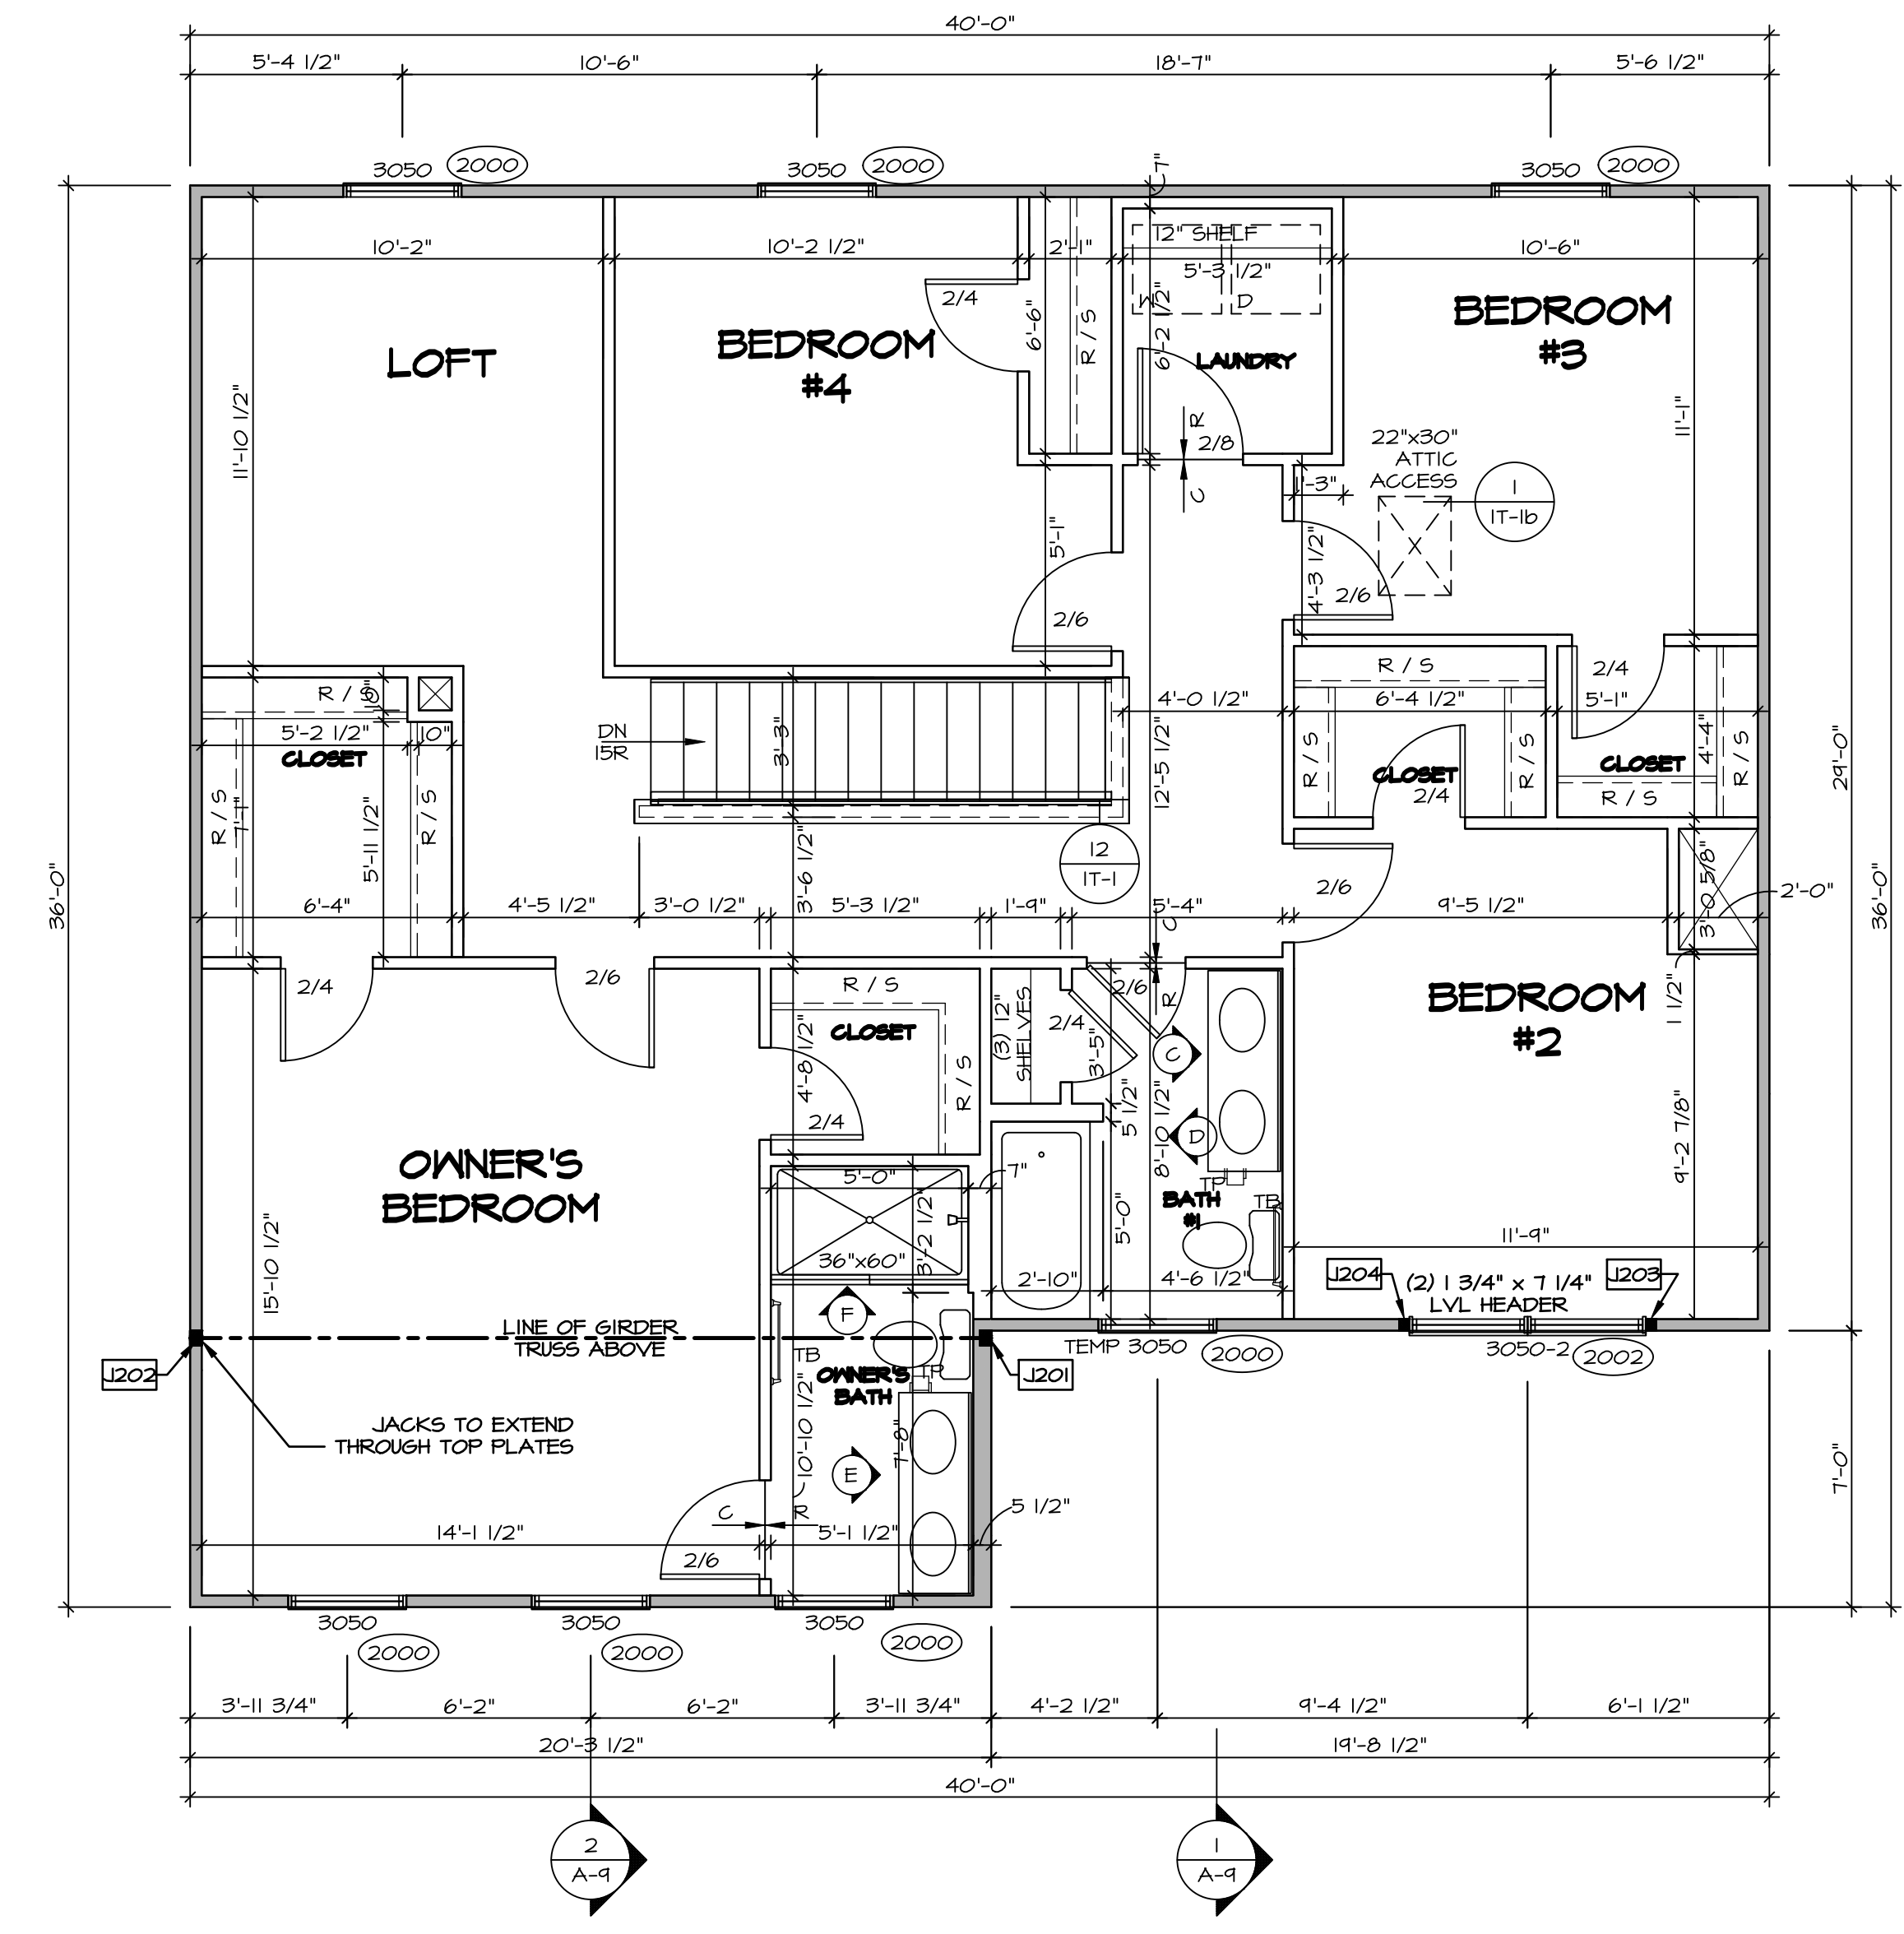 40'-0"
5'-4 1/2"
10'-6"
18'-7"
5'-6 1/2"
3050
2000
3050
2000
7"
3050
2000
10'-2"
10'-2 1/2"
2'-1"
12" SHELF
5'-3 1/2"
10'-6"
2/4
W
D
6'-6"
R / S
6'-2 1/2"
BEDROOM
#3
BEDROOM
#4
LOFT
LAUNDRY
11'-10 1/2"
11'-1"
R
2/8
C
22"x30"
ATTIC
ACCESS
1
1T-1b
1'-3"
5'-1"
4'-3 1/2"
2/6
2/6
R / S
10"
R / S
2/4
4'-0 1/2"
6'-4 1/2"
5'-1"
5'-2 1/2"
10"
CLOSET
DN
15R
3'-3"
12'-5 1/2"
R / S
CLOSET
2/4
R / S
CLOSET
4'-4"
R / S
R / S
29'-0"
R / S
7'-1"
5'-11 1/2"
R / S
3'-6 1/2"
12
1T-1
2/6
3'-0 5/8"
2'-0"
36'-0"
36'-0"
6'-4"
4'-5 1/2"
3'-0 1/2"
5'-3 1/2"
1'-9"
5'-4"
9'-5 1/2"
C
2/4
2/6
R / S
CLOSET
4'-8 1/2"
R / S
2/4
(3) 12"
SHELVES
2/4
2/6
R
3'-5"
C
1 1/2"
BEDROOM
#2
5 1/2"
D
8'-10 1/2"
9'-2 7/8"
OWNER'S
BEDROOM
5'-0"
7"
TP
BATH
#1
TB
5'-0"
3'-2 1/2"
36"x60"
11'-9"
15'-10 1/2"
2'-10"
4'-6 1/2"
J204
(2) 1 3/4" x 7 1/4"
LVL HEADER
J203
F
LINE OF GIRDER
TRUSS ABOVE
TB
TEMP 3050
2000
3050-2
2002
J202
OWNER'S
BATH
TP
J201
JACKS TO EXTEND
THROUGH TOP PLATES
10'-10 1/2"
7'-8"
E
7'-0"
5 1/2"
14'-1 1/2"
C
R
5'-1 1/2"
2/6
3050
2000
3050
2000
3050
2000
3'-11 3/4"
6'-2"
6'-2"
3'-11 3/4"
4'-2 1/2"
9'-4 1/2"
6'-1 1/2"
20'-3 1/2"
19'-8 1/2"
40'-0"
2
A-9
1
A-9